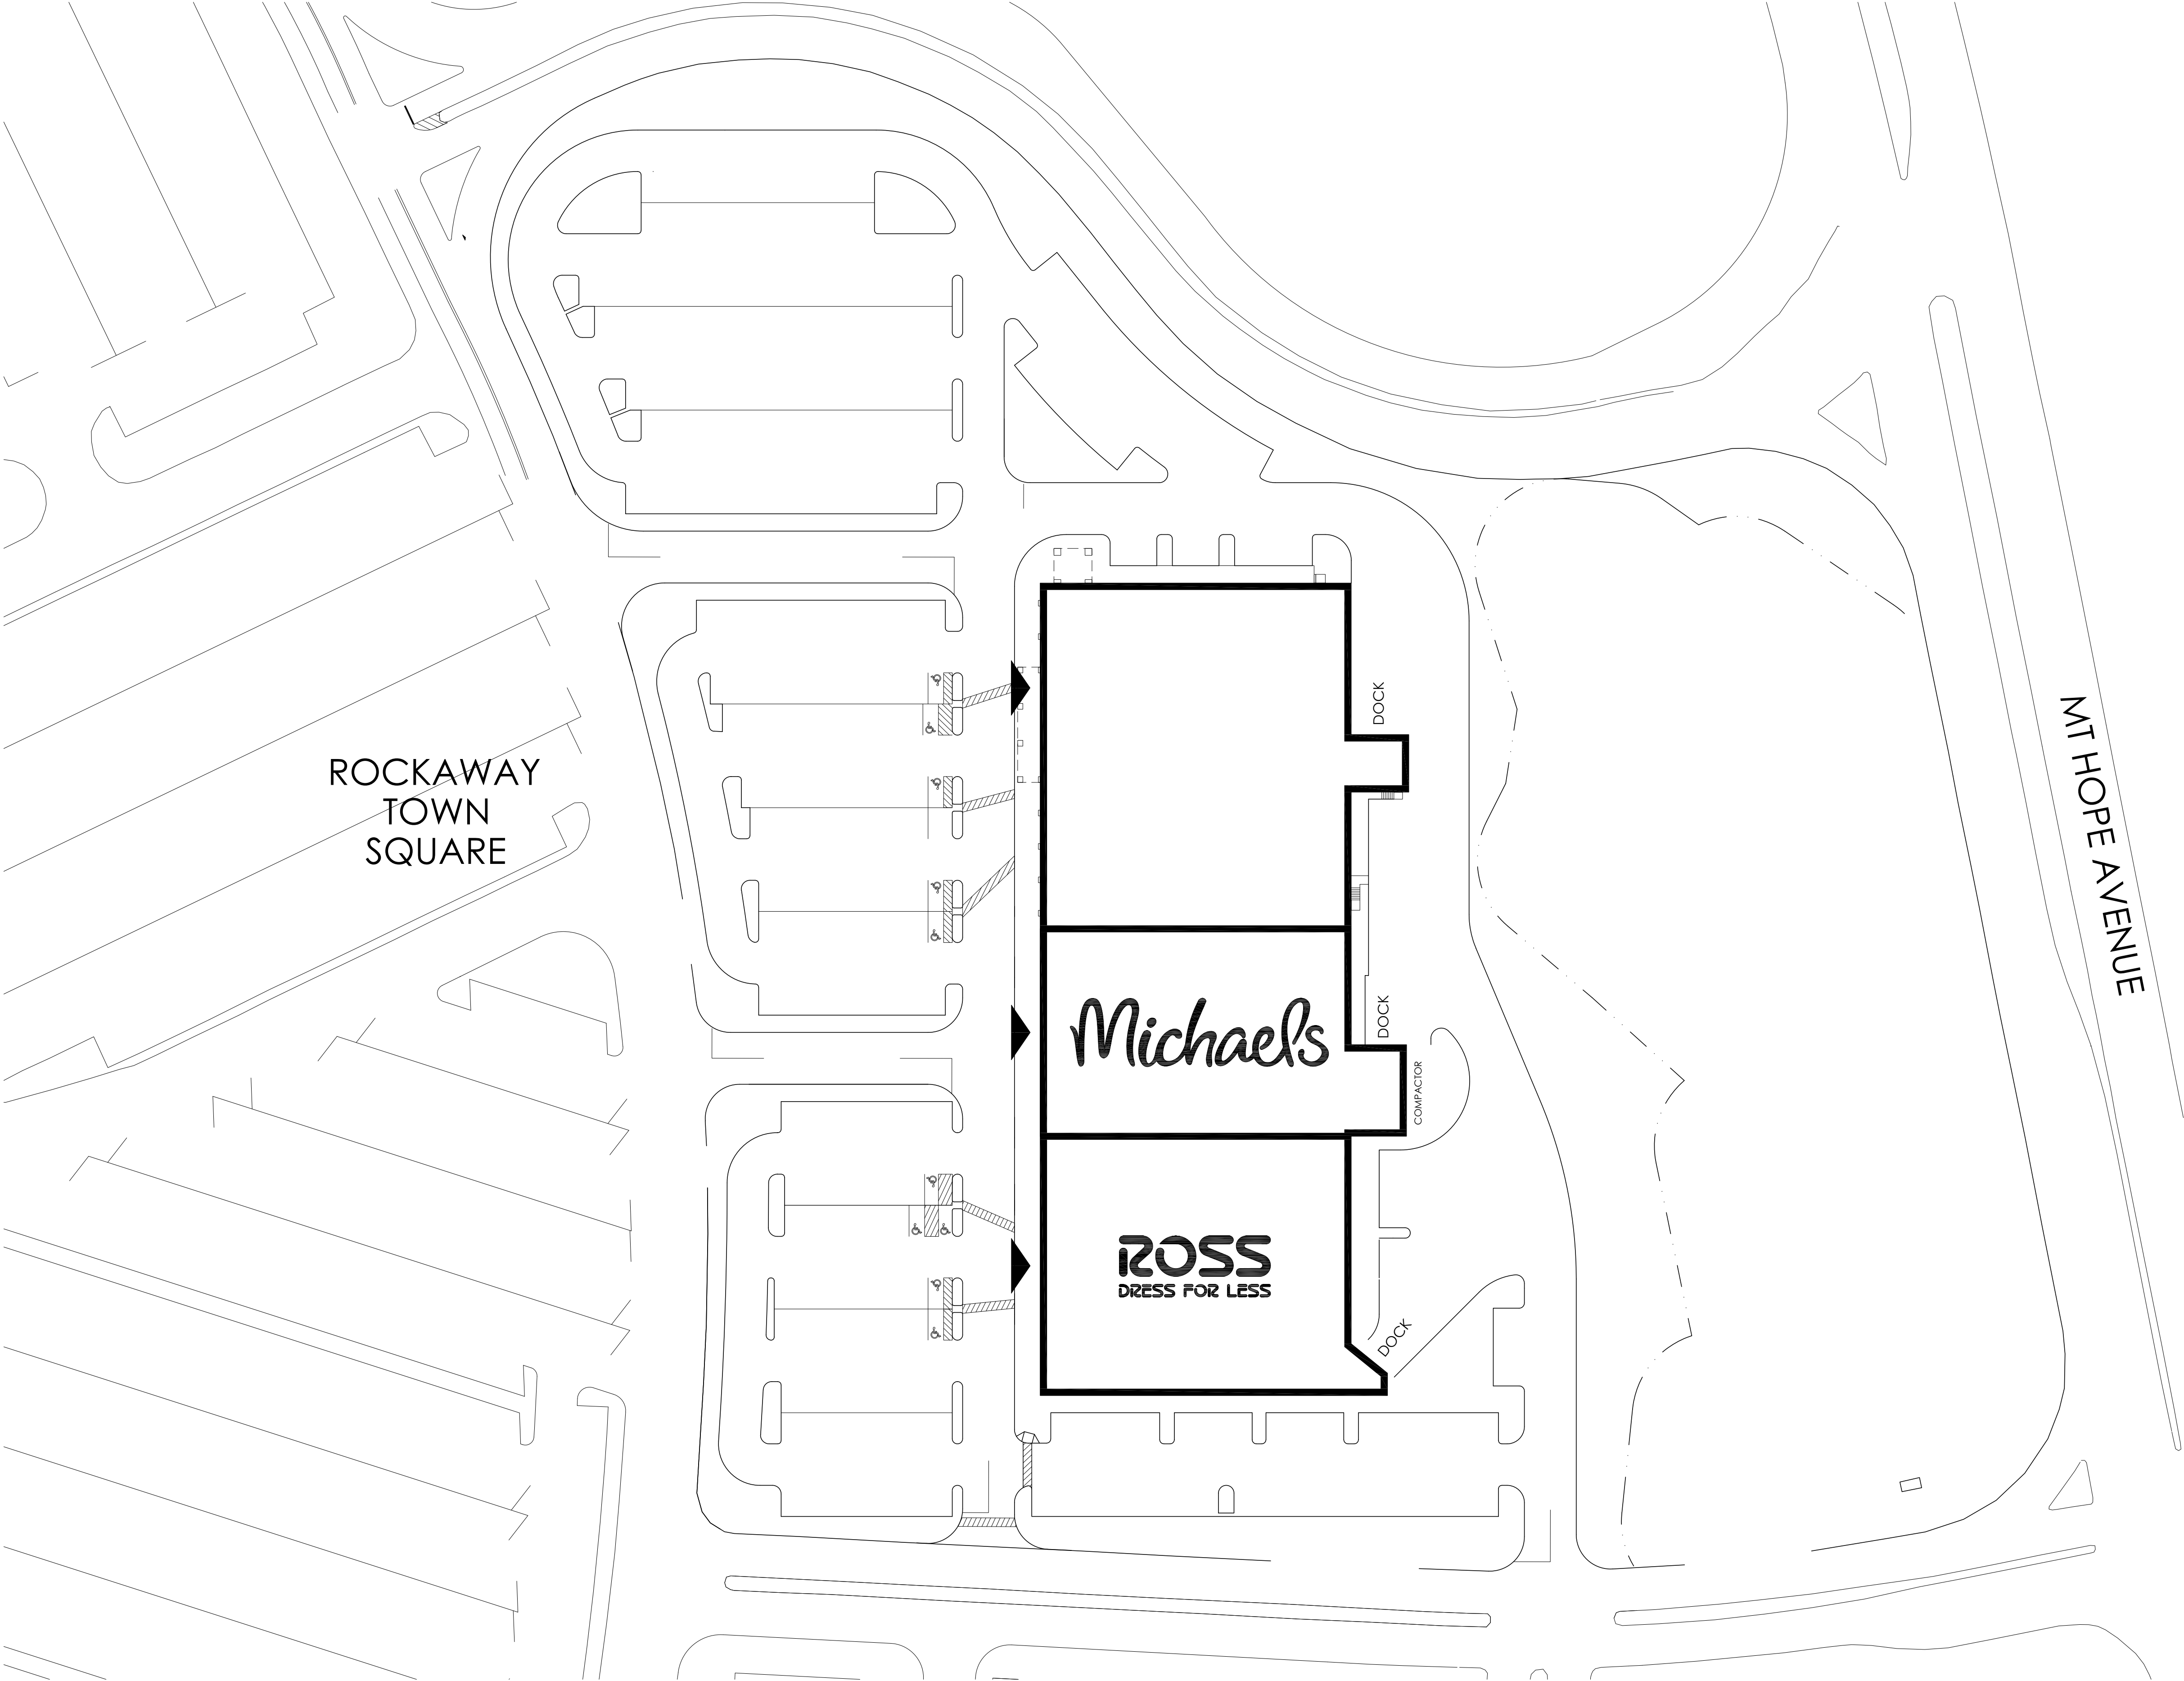 ROCKAWAY
TOWN
SQUARE
DOCK
MT HOPE AVENUE
Michaels
DOCK
COMPACTOR
ROSS
DRESS FOR LESS
DOCK